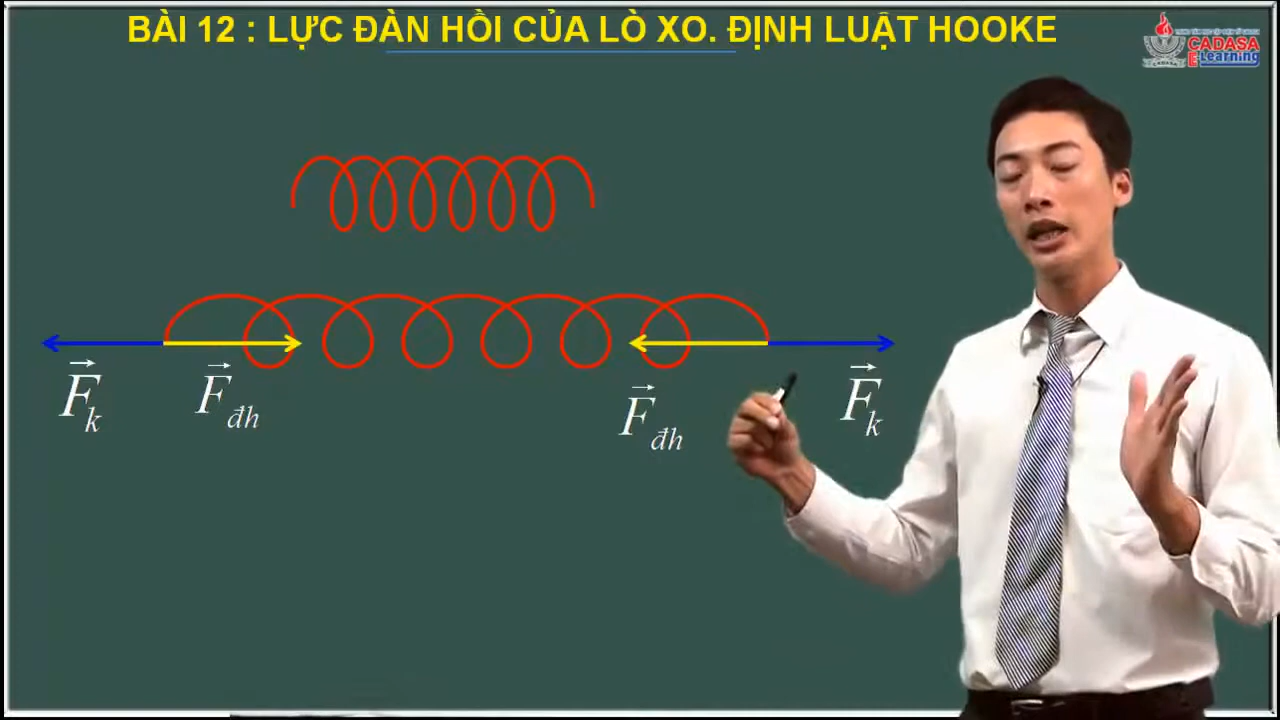 BÀI 12 : LỰC ĐÀN HỒI CỦA LÒ XO. ĐỊNH LUẬT HOOKE
CADASA
E-Learning
F k
F đh
F đh
F k